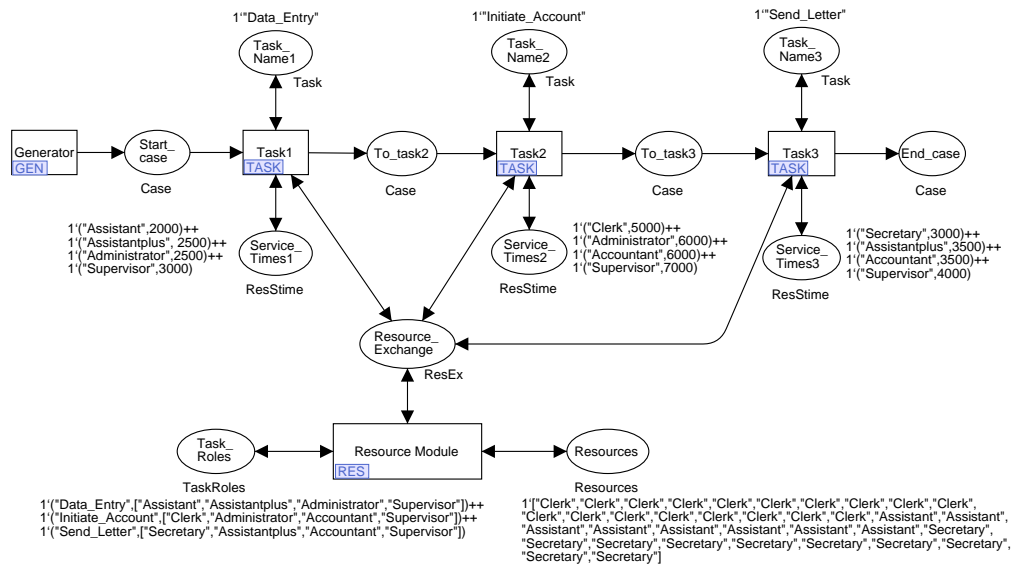 1'"Data_Entry"
1'"Initiate_Account"
1'"Send_Letter"
Task_
Name1
Task_
Name2
Task_
Name3
Task
Task
Task
Generator
GEN
Start_
case
Task1
TASK
To_task2
Task2
TASK
To_task3
Task3
TASK
End_case
Case
Case
Case
Case
1'("Assistant",2000)++
1'("Assistantplus", 2500)++
1'("Administrator",2500)++
1'("Supervisor",3000)
Service_
Times1
ResStime
Service_
Times2
ResStime
1'("Clerk",5000)++
1'("Administrator",6000)++
1'("Accountant",6000)++
1'("Supervisor",7000)
Service_
Times3
ResStime
1'("Secretary",3000)++
1'("Assistantplus",3500)++
1'("Accountant",3500)++
1'("Supervisor",4000)
Resource_
Exchange
ResEx
Task_
Roles
TaskRoles
Resource Module
RES
Resources
Resources
1'("Data_Entry",["Assistant","Assistantplus","Administrator","Supervisor"])++
1'("Initiate_Account",["Clerk","Administrator","Accountant","Supervisor"])++
1'("Send_Letter",["Secretary","Assistantplus","Accountant","Supervisor"])
1'["Clerk","Clerk","Clerk","Clerk","Clerk","Clerk","Clerk","Clerk","Clerk","Clerk",
"Clerk","Clerk","Clerk","Clerk","Clerk","Clerk","Clerk","Clerk","Assistant","Assistant",
"Assistant","Assistant","Assistant","Assistant","Assistant","Assistant","Secretary",
"Secretary","Secretary","Secretary","Secretary","Secretary","Secretary","Secretary",
"Secretary","Secretary"]